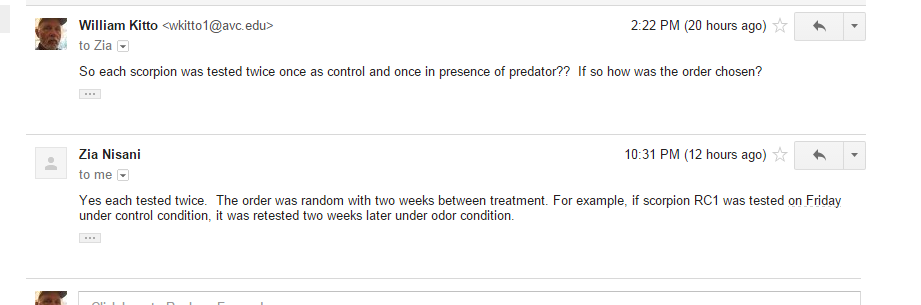 William Kitto <wkitto1@avc.edu> 2:22 PM (20 hours ago)
to Zia
So each scorpion was tested twice once as control and once in presence of predator?? If so how was the order chosen?
Zia Nisani 10:31 PM (12 hours ago)
to me
Yes each tested twice. The order was random with two weeks between treatment. For example, if scorpion RC1 was tested on Friday
under control condition, it was retested two weeks later under odor condition.